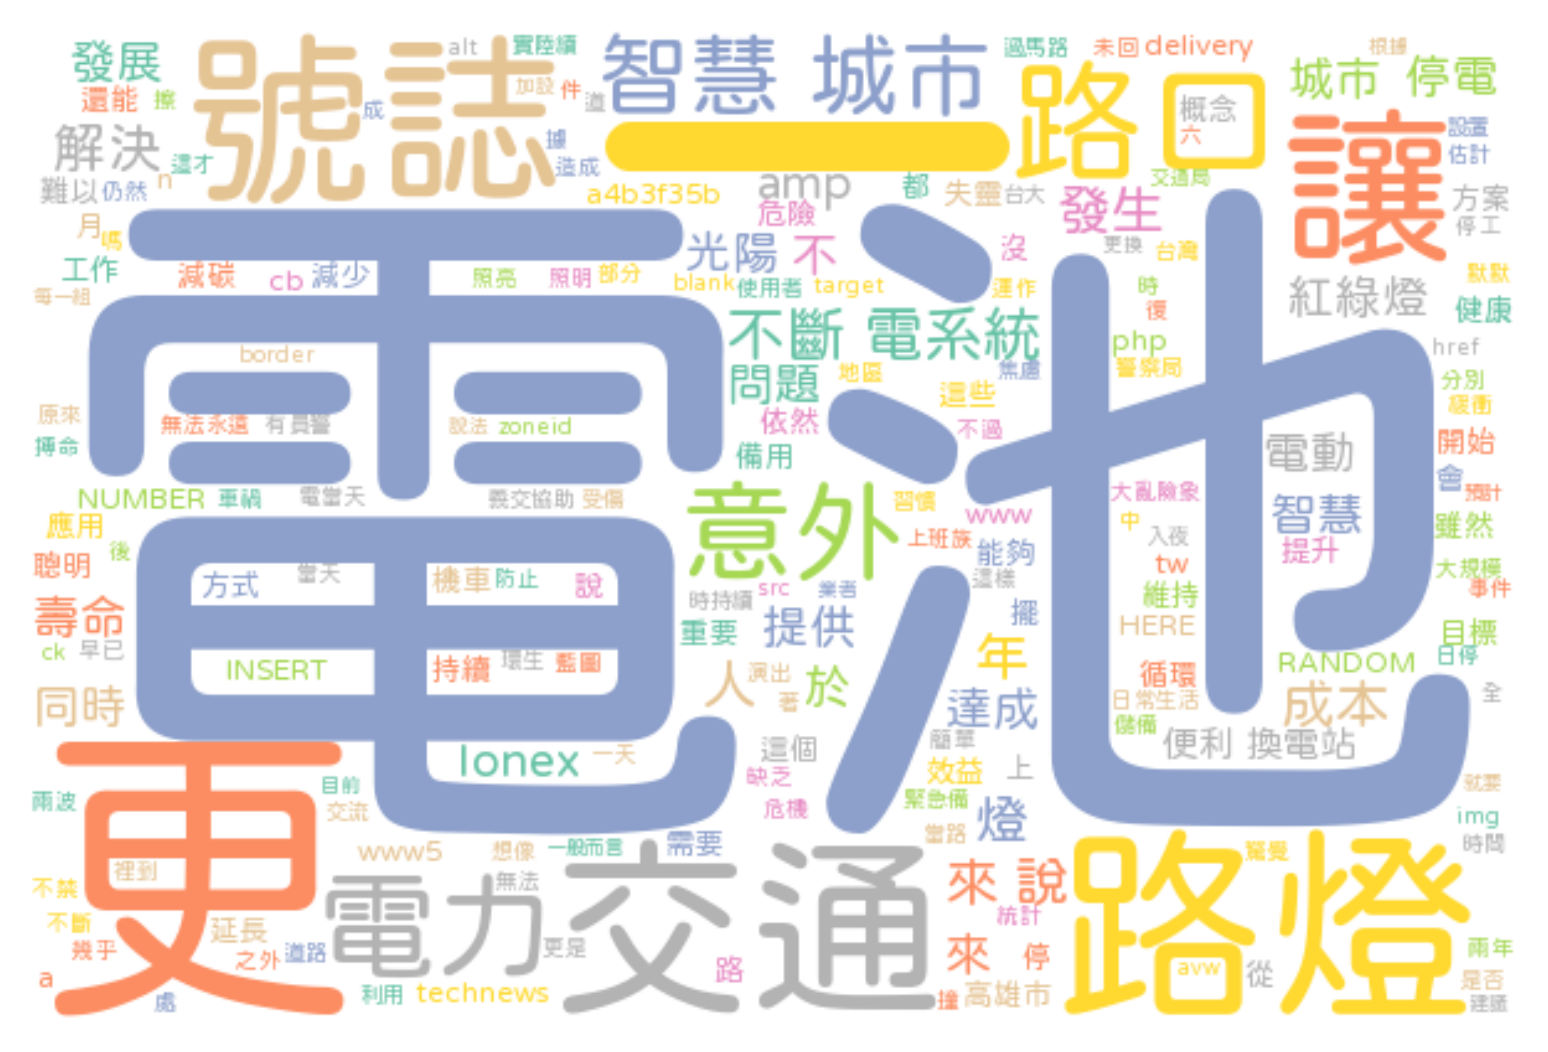 發展 號誌 alt 實陸續 智慧 城市 過馬路 未回 delivery 根據
還能 擦 成 加設 件 道 一 路口 概念 六 城市 停電
解決 這才 據 造成 讓 設置 估計
難以 仍然 n a4b3f35b amp 都 失靈 台大 交通局 方案
月 嗎 危險 發生 停工
工作 減碳 cb 減少 照亮 照明 部分 光陽 不 沒 更換 台灣 默默
每一組 blank 使用者 target 運作 時 復 紅綠燈 健康
電池 不斷 電系統 php href
border 問題 地區 焦慮 警察局 分別
原來 無法永遠 有員警 說法 zoneid 依然 這些 不過 緩衝
搏命 備用 電動 開始
NUMBER 車禍 電當天 義交協助 受傷 意外 習慣 大亂險象 會 預計
應用 後 www 中 入夜 智慧 雖然
聰明 方式 當天 機車 防止 說 上班族 能夠 tw 提升 大規模
壽命 時持續 src 業者 這樣 維持 事件
ck 早已 重要 提供 擺 HERE 目標
INSERT 持續 環生 藍圖 年 循環 RANDOM 日停
同時 人 演出 著 於 達成 日常生活 成本 全
Ionex 一天 這個 簡單 儲備 便利 換電站
更 目前 缺乏 效益 上 就要
兩波 交流 危機 緊急備 燈 img
www5 想像 一般而言 需要 當路 時間
不禁 裡到 電力 無法 交通 來 說 路燈 驚覺
不斷 延長 統計
幾乎 之外 道路 更是 路 來 停 avw 從 兩年
a 處 利用 technews 撞 高雄市 是否
建議